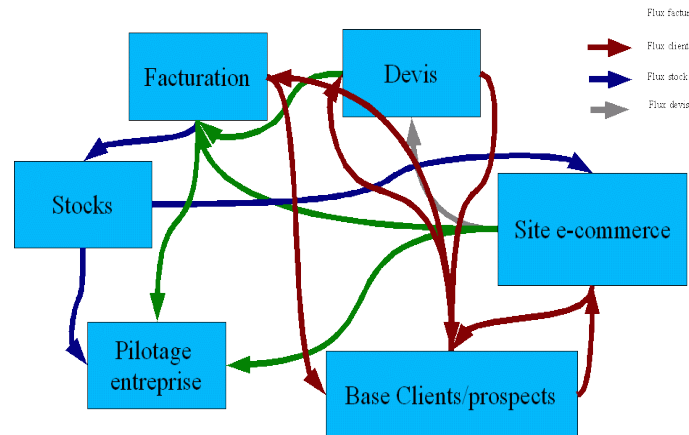 Flux factur
Flux client
Flux stock
Flux devis
Facturation
Devis
Stocks
Site e-commerce
Pilotage
entreprise
Base Clients/prospects